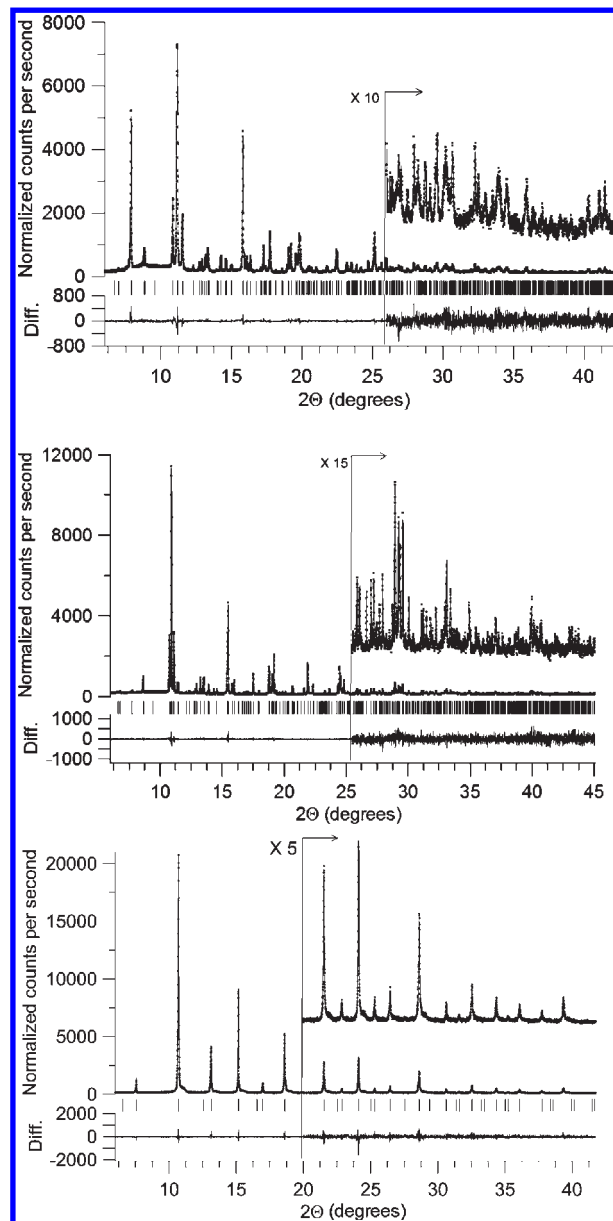 Normalized counts per second
8000
6000
4000
2000
0
X 10
Diff.
800
0
-800
10 15 20 25 30 35 40
2Θ (degrees)
Normalized counts per second
12000
8000
4000
0
X 15
Diff.
1000
0
-1000
10 15 20 25 30 35 40 45
2Θ (degrees)
Normalized counts per second
20000
15000
10000
5000
0
X 5
Diff.
2000
0
-2000
10 15 20 25 30 35 40
2Θ (degrees)